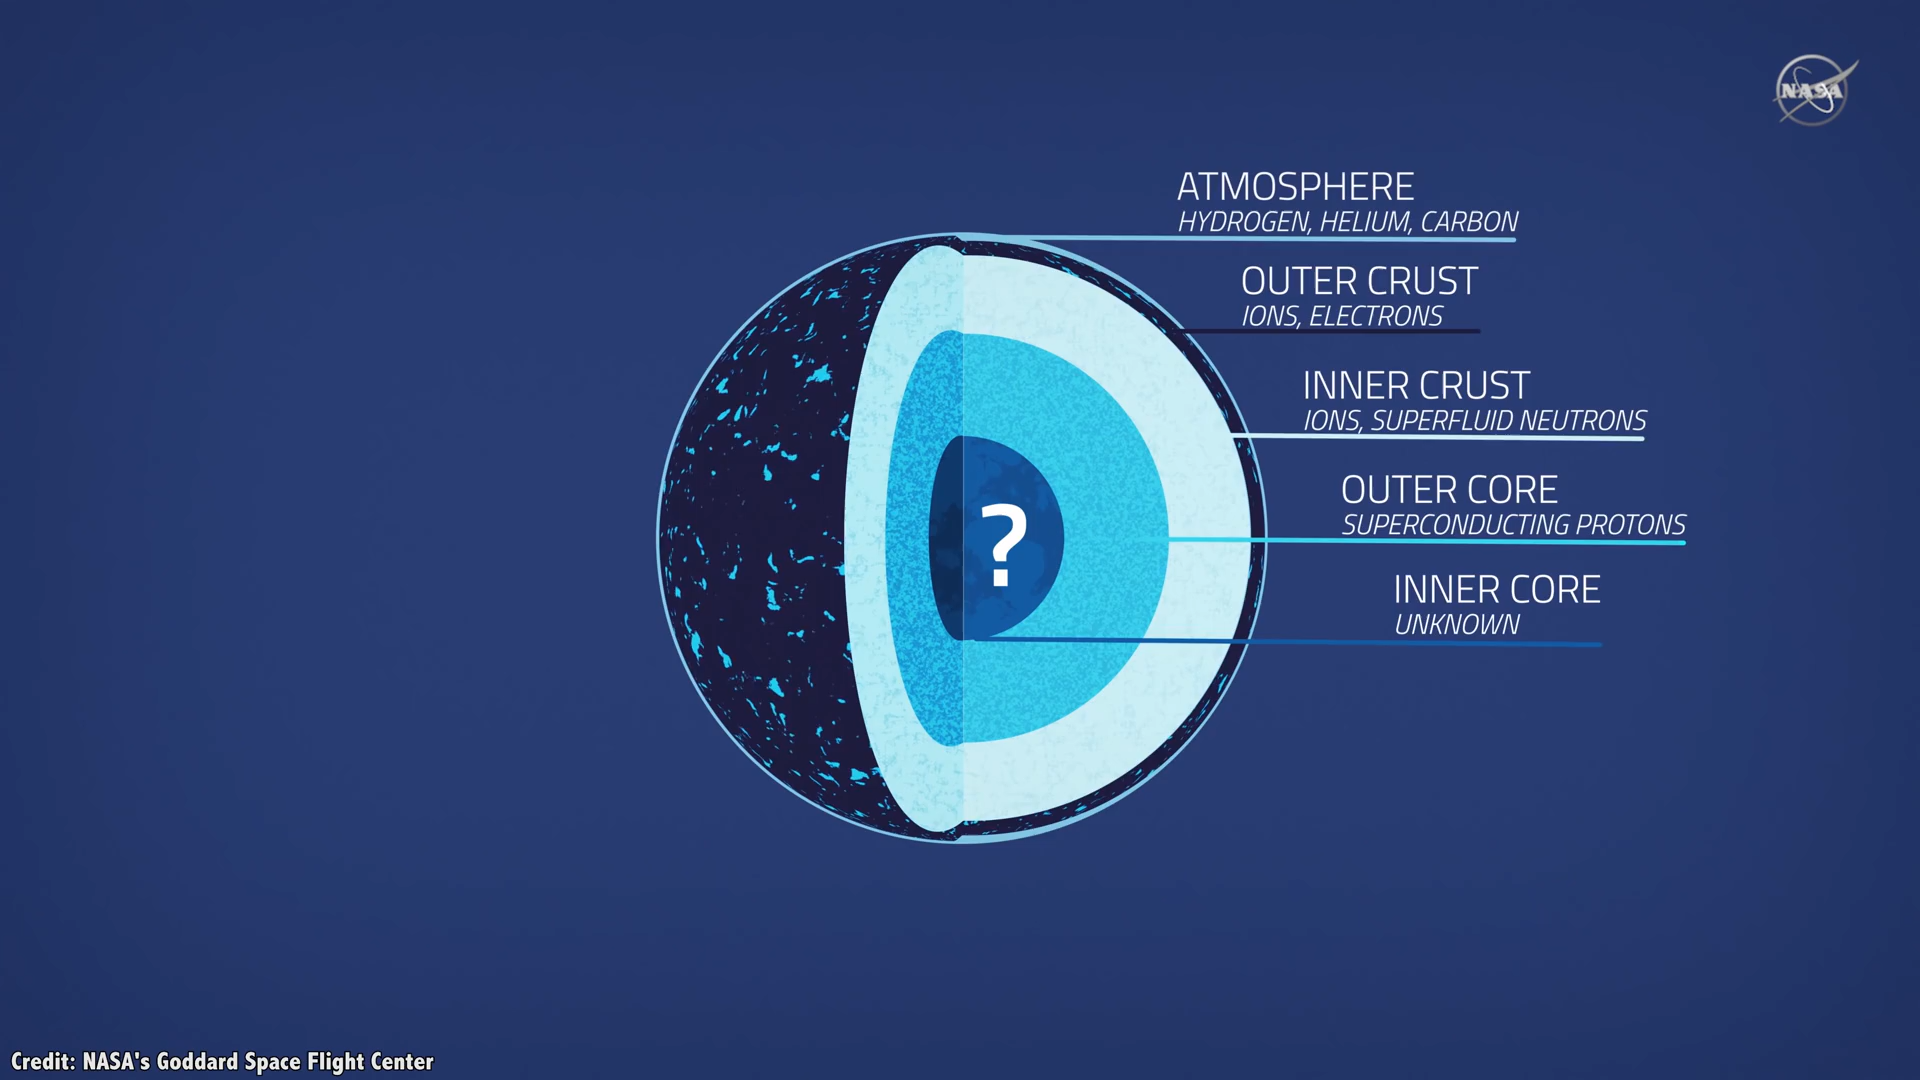 NASA
ATMOSPHERE
HYDROGEN, HELIUM, CARBON
OUTER CRUST
IONS, ELECTRONS
INNER CRUST
IONS, SUPERFLUID NEUTRONS
OUTER CORE
SUPERCONDUCTING PROTONS
?
INNER CORE
UNKNOWN
Credit: NASA's Goddard Space Flight Center